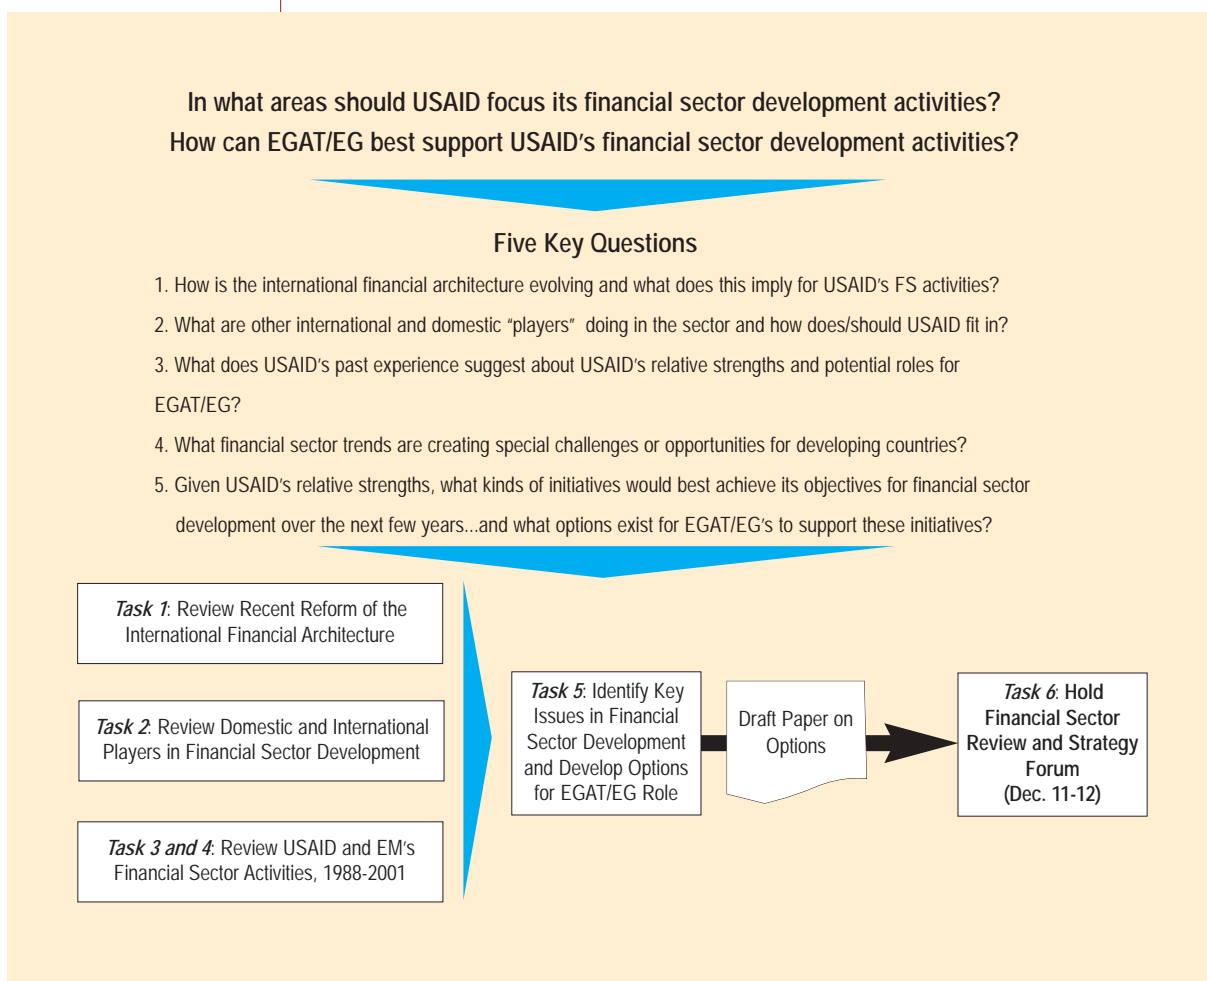 In what areas should USAID focus its financial sector development activities?
How can EGAT/EG best support USAID's financial sector development activities?
Five Key Questions
1. How is the international financial architecture evolving and what does this imply for USAID's FS activities?
2. What are other international and domestic "players" doing in the sector and how does/should USAID fit in?
3. What does USAID's past experience suggest about USAID's relative strengths and potential roles for
EGAT/EG?
4. What financial sector trends are creating special challenges or opportunities for developing countries?
5. Given USAID's relative strengths, what kinds of initiatives would best achieve its objectives for financial sector
development over the next few years...and what options exist for EGAT/EG's to support these initiatives?
Task 1: Review Recent Reform of the
International Financial Architecture
Task 2: Review Domestic and International
Players in Financial Sector Development
Task 3 and 4: Review USAID and EM's
Financial Sector Activities, 1988-2001
Task 5: Identify Key
Issues in Financial
Sector Development
and Develop Options
for EGAT/EG Role
Draft Paper on
Options
Task 6: Hold
Financial Sector
Review and Strategy
Forum
(Dec. 11-12)